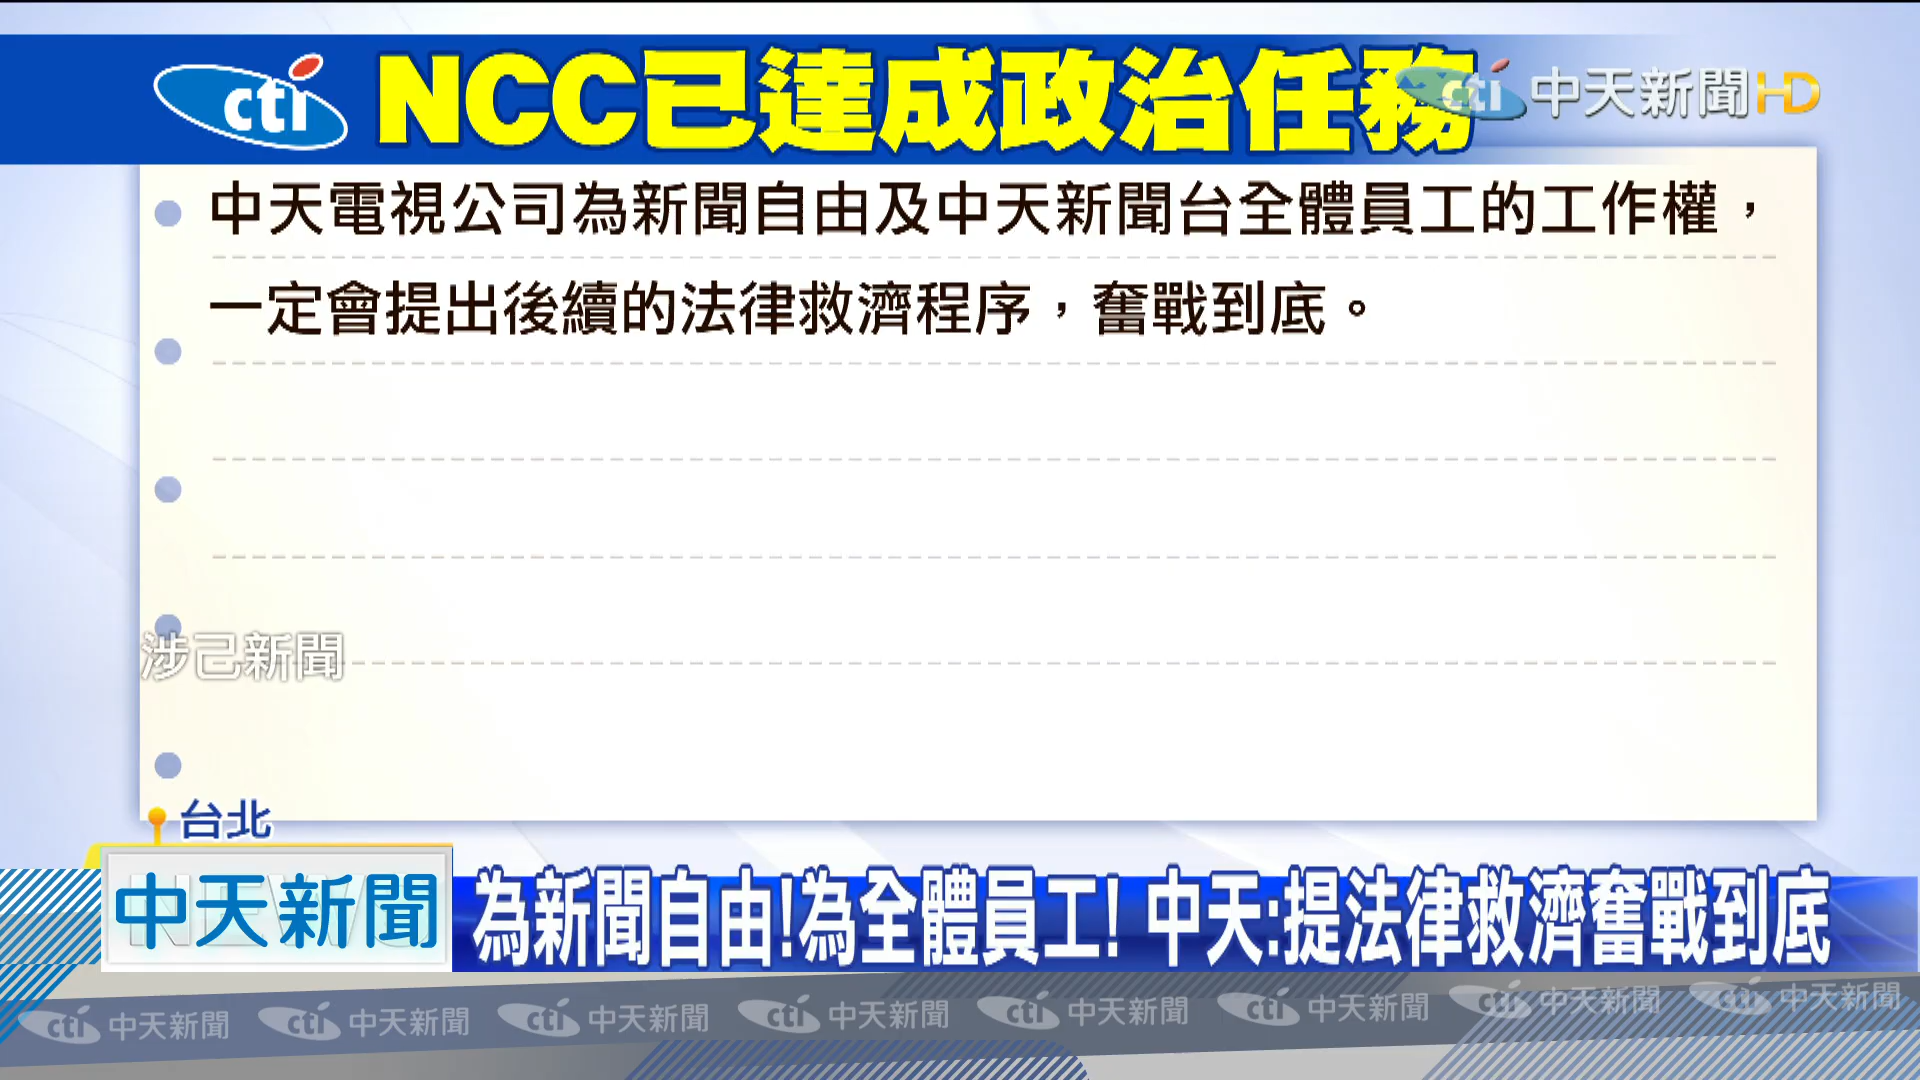 cti NCC已達成政治任務
cti 中天新聞HD
中天電視公司為新聞自由及中天新聞台全體員工的工作權，
一定會提出後續的法律救濟程序，奮戰到底。
涉己新聞
台北
中天新聞
為新聞自由!為全體員工! 中天:提法律救濟奮戰到底
cti 中天新聞 cti 中天新聞 cti 中天新聞 cti 中天新聞 cti 中天新聞 cti 中天新聞 cti 中天新聞 cti 中天新聞